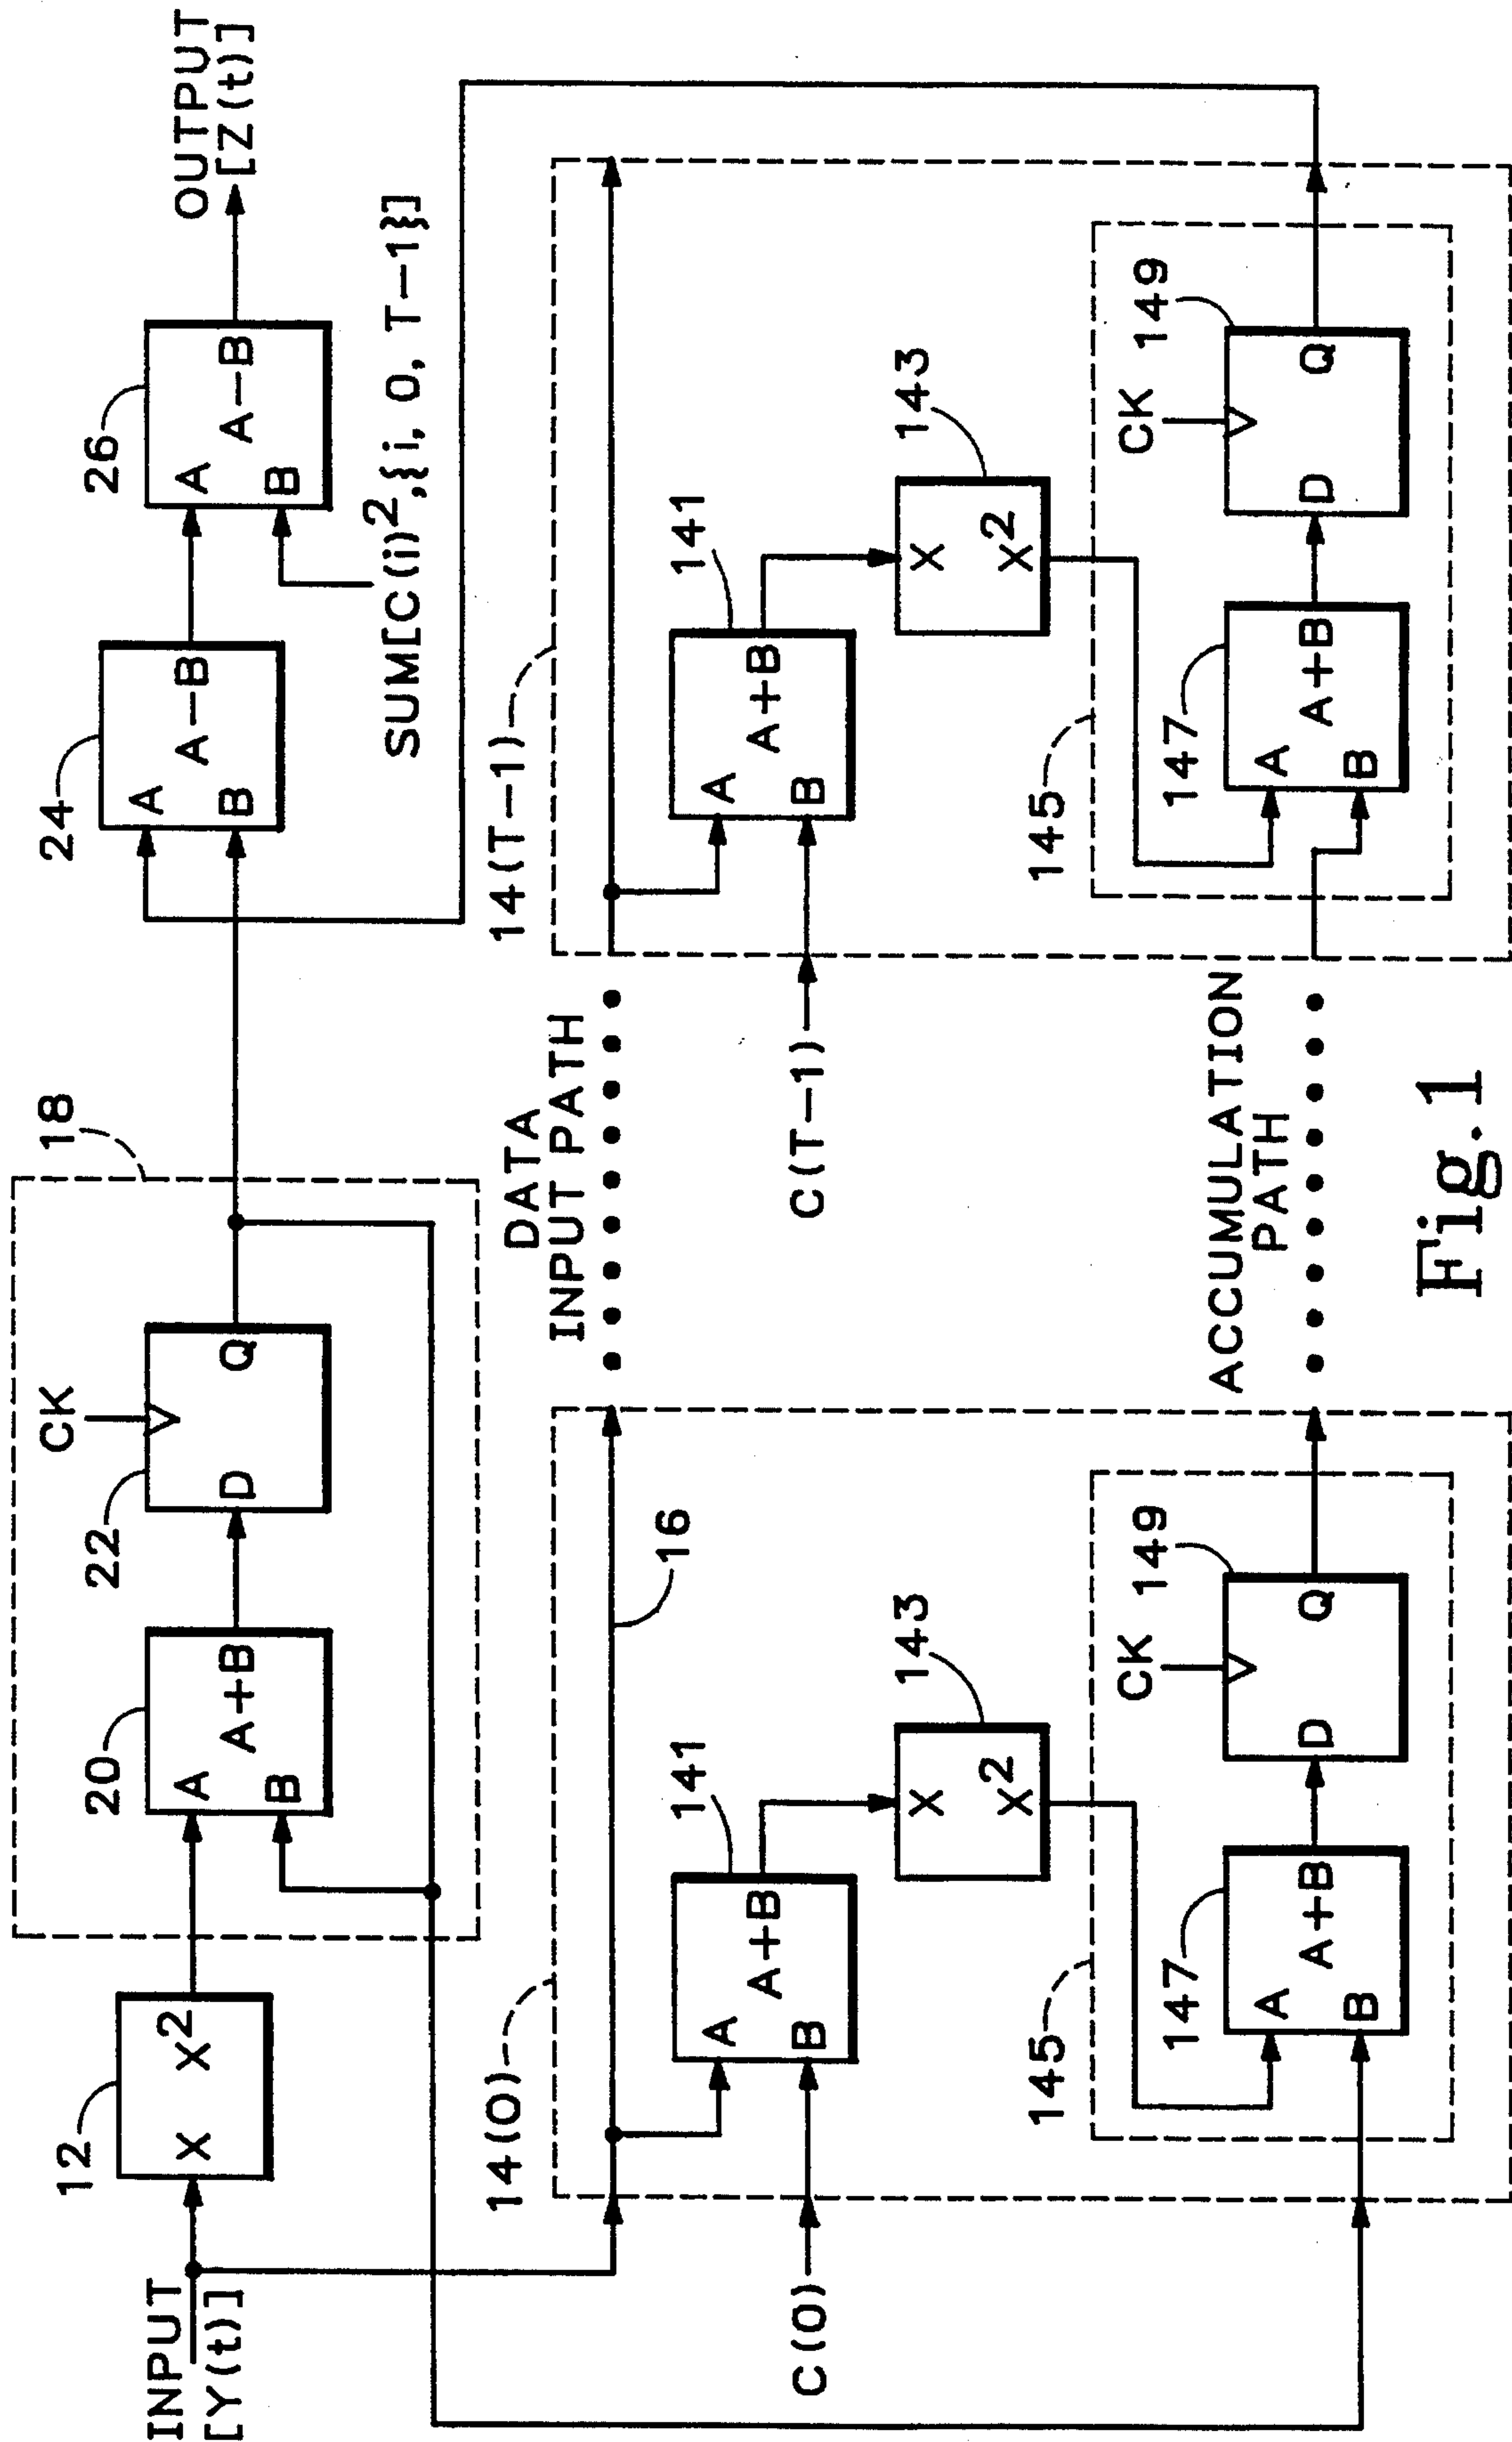 INPUT
[Y(t)]
12
X X²
18
20
A
B
A+B
22
CK
D
Q
24
A
B
A−B
26
A
B
A−B
OUTPUT
[Z(t)]
SUM[C(i)²,{i, 0, T−1}]
14(0)
16
C(0)
141
A
B
A+B
143
X
X²
145
147
A
B
A+B
CK
149
D
Q
DATA
INPUT PATH
C(T−1)
ACCUMULATION
PATH
14(T−1)
141
A
B
A+B
143
X
X²
145
147
A
B
A+B
CK
149
D
Q
Fig. 1